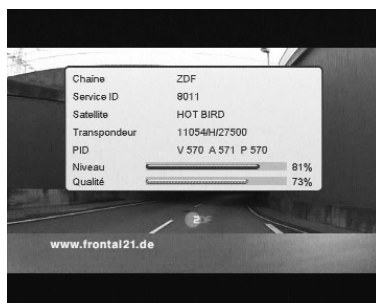 Chaine ZDF
Service ID 8011
Satellite HOT BIRD
Transpondeur 11054/H/27500
PID V 570 A 571 P 570
Niveau 81%
Qualité 73%
2DF
www.frontal21.de